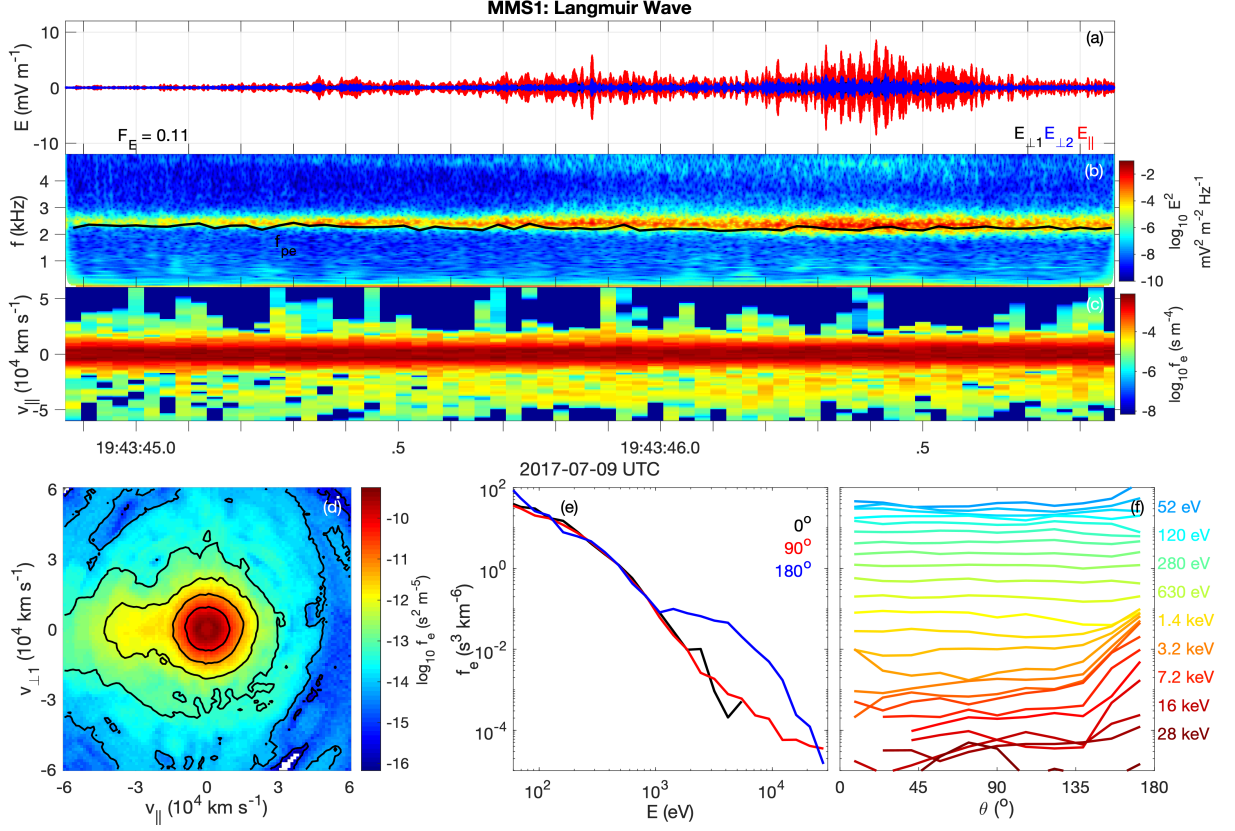 MMS1: Langmuir Wave
10
0
-10
E (mV m⁻¹)
(a)
F_E = 0.11
E_⊥1 E_⊥2 E_||
4
3
2
1
f (kHz)
(b)
f_pe
-2
-4
-6
-8
-10
log₁₀ E²
mV² m⁻² Hz⁻¹
5
0
-5
v_|| (10⁴ km s⁻¹)
(c)
-4
-6
-8
log₁₀ f_e (s m⁻⁴)
19:43:45.0 .5 19:43:46.0 .5
2017-07-09 UTC
6
3
0
-3
-6
v_⊥1 (10⁴ km s⁻¹)
(d)
-6 -3 0 3 6
v_|| (10⁴ km s⁻¹)
-10
-11
-12
-13
-14
-15
-16
log₁₀ f_e (s² m⁻⁵)
10²
10⁰
10⁻²
10⁻⁴
f_e (s³ km⁻⁶)
(e)
0°
90°
180°
10² 10³ 10⁴
E (eV)
(f)
52 eV
120 eV
280 eV
630 eV
1.4 keV
3.2 keV
7.2 keV
16 keV
28 keV
0 45 90 135 180
θ (°)